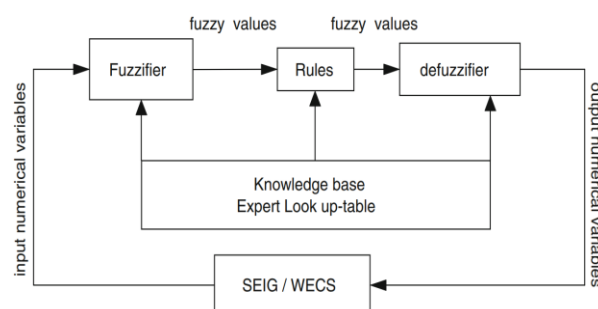 fuzzy values
fuzzy values
Fuzzifier
Rules
defuzzifier
input numerical variables
output numerical variables
Knowledge base
Expert Look up-table
SEIG / WECS